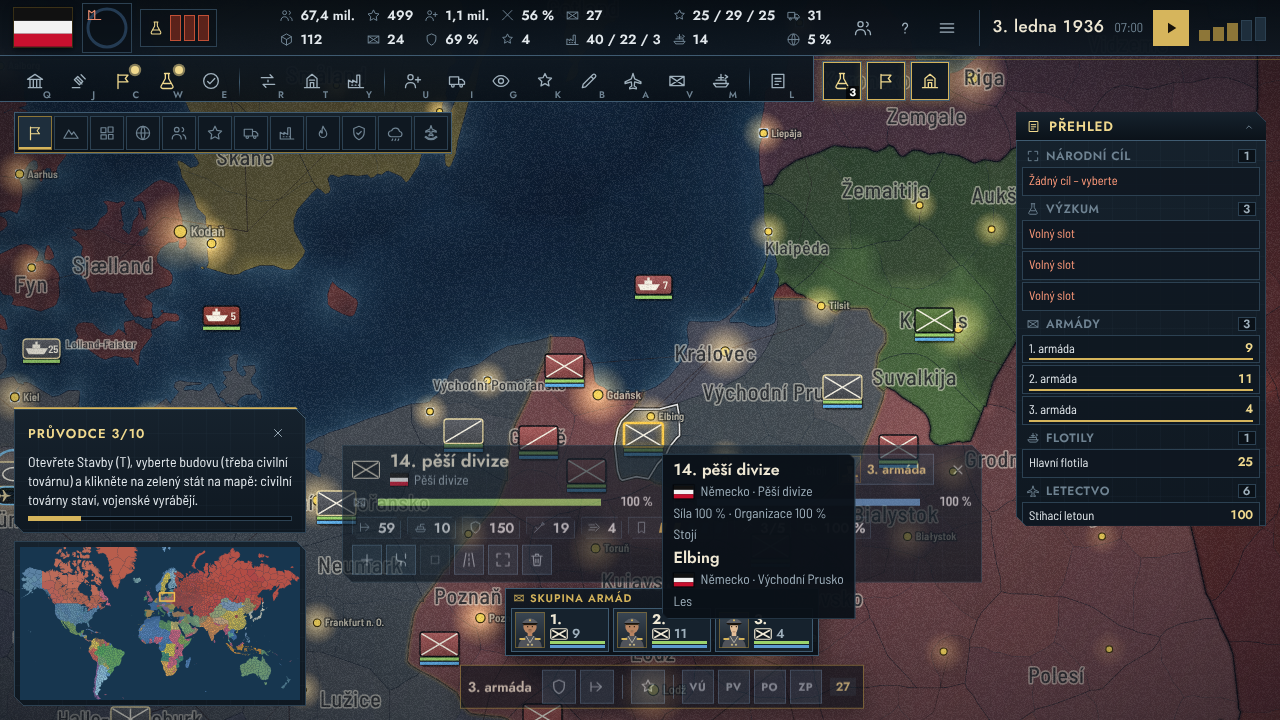 67,4 mil. 499 1,1 mil. 56 % 27 25 / 29 / 25 31
112 24 69 % 4 40 / 22 / 3 14 5 %
? 3. ledna 1936 07:00
Q J C W E R T Y U I G K B A V M L 3
Riga
Zemgale
Liepāja
Skåne
Aarhus
Kodaň
Sjælland
Fyn
Lolland-Falster
Kiel
Žemaitija
Klaipėda
Tilsit
Suvalkija
Královec
Východní Pomořansko
Gdaňsk
Elbing
5
25
7
PŘEHLED
NÁRODNÍ CÍL 1
Žádný cíl – vyberte
VÝZKUM 3
Volný slot
Volný slot
Volný slot
ARMÁDY 3
1. armáda 9
2. armáda 11
3. armáda 4
FLOTILY 1
Hlavní flotila 25
LETECTVO 6
Stíhací letoun 100
PRŮVODCE 3/10
Otevřete Stavby (T), vyberte budovu (třeba civilní
továrnu) a klikněte na zelený stát na mapě: civilní
továrny staví, vojenské vyrábějí.
14. pěší divize
Pěší divize
3. armáda
100 %
100 %
59 10 150 19 4
14. pěší divize
Německo · Pěší divize
Síla 100 % · Organizace 100 %
Stojí
Elbing
Německo · Východní Prusko
Les
Białystok
Białystok
Toruń
Neumark
Poznaň
Frankfurt n. O.
SKUPINA ARMÁD
1. 9
2. 11
3. 4
Lodž
Polesí
Lužice
3. armáda VÚ PV PO ZP 27